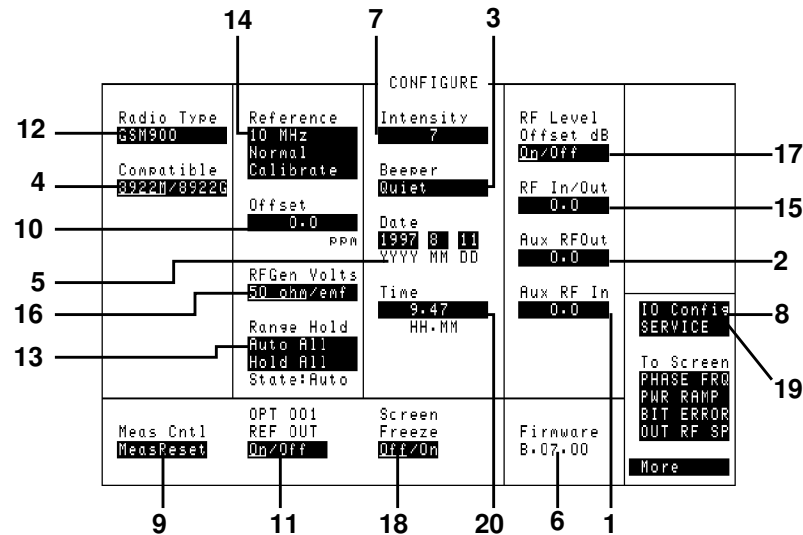 14
7
3
CONFIGURE
12
Radio Type
GSM900
4
Compatible
8922M/8922G
Reference
10 MHz
Normal
Calibrate
10
Offset
0.0
PPM
5
16
RFGen Volts
50 ohm/emf
13
Range Hold
Auto All
Hold All
State:Auto
Intensity
7
Beeper
Quiet
Date
1997 8 11
YYYY MM DD
Time
9.47
HH.MM
RF Level
Offset dB
On/Off
17
RF In/Out
0.0
15
Aux RFOut
0.0
2
Aux RF In
0.0
IO Config
SERVICE
8
19
To Screen
PHASE FRQ
PWR RAMP
BIT ERROR
OUT RF SP
More
Meas Cntl
MeasReset
OPT 001
REF OUT
On/Off
Screen
Freeze
Off/On
Firmware
B.07.00
9
11
18
20
6
1